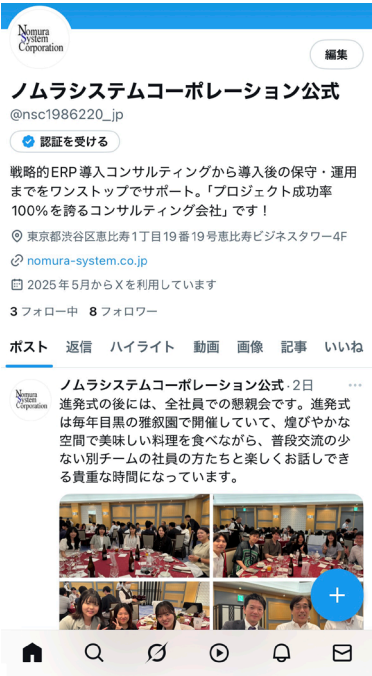 Nomura
System
Corporation
編集
ノムラシステムコーポレーション公式
@nsc1986220_jp
認証を受ける
戦略的ERP導入コンサルティングから導入後の保守・運用
までをワンストップでサポート。「プロジェクト成功率
100%を誇るコンサルティング会社」です！
東京都渋谷区恵比寿1丁目19番19号恵比寿ビジネスタワー4F
nomura-system.co.jp
2025年5月からXを利用しています
3 フォロー中 8 フォロワー
ポスト 返信 ハイライト 動画 画像 記事 いいね
Nomura
System
Corporation
ノムラシステムコーポレーション公式 · 2日
進発式の後には、全社員での懇親会です。進発式
は毎年目黒の雅叙園で開催していて、煌びやかな
空間で美味しい料理を食べながら、普段交流の少
ない別チームの社員の方たちと楽しくお話しでき
る貴重な時間になっています。